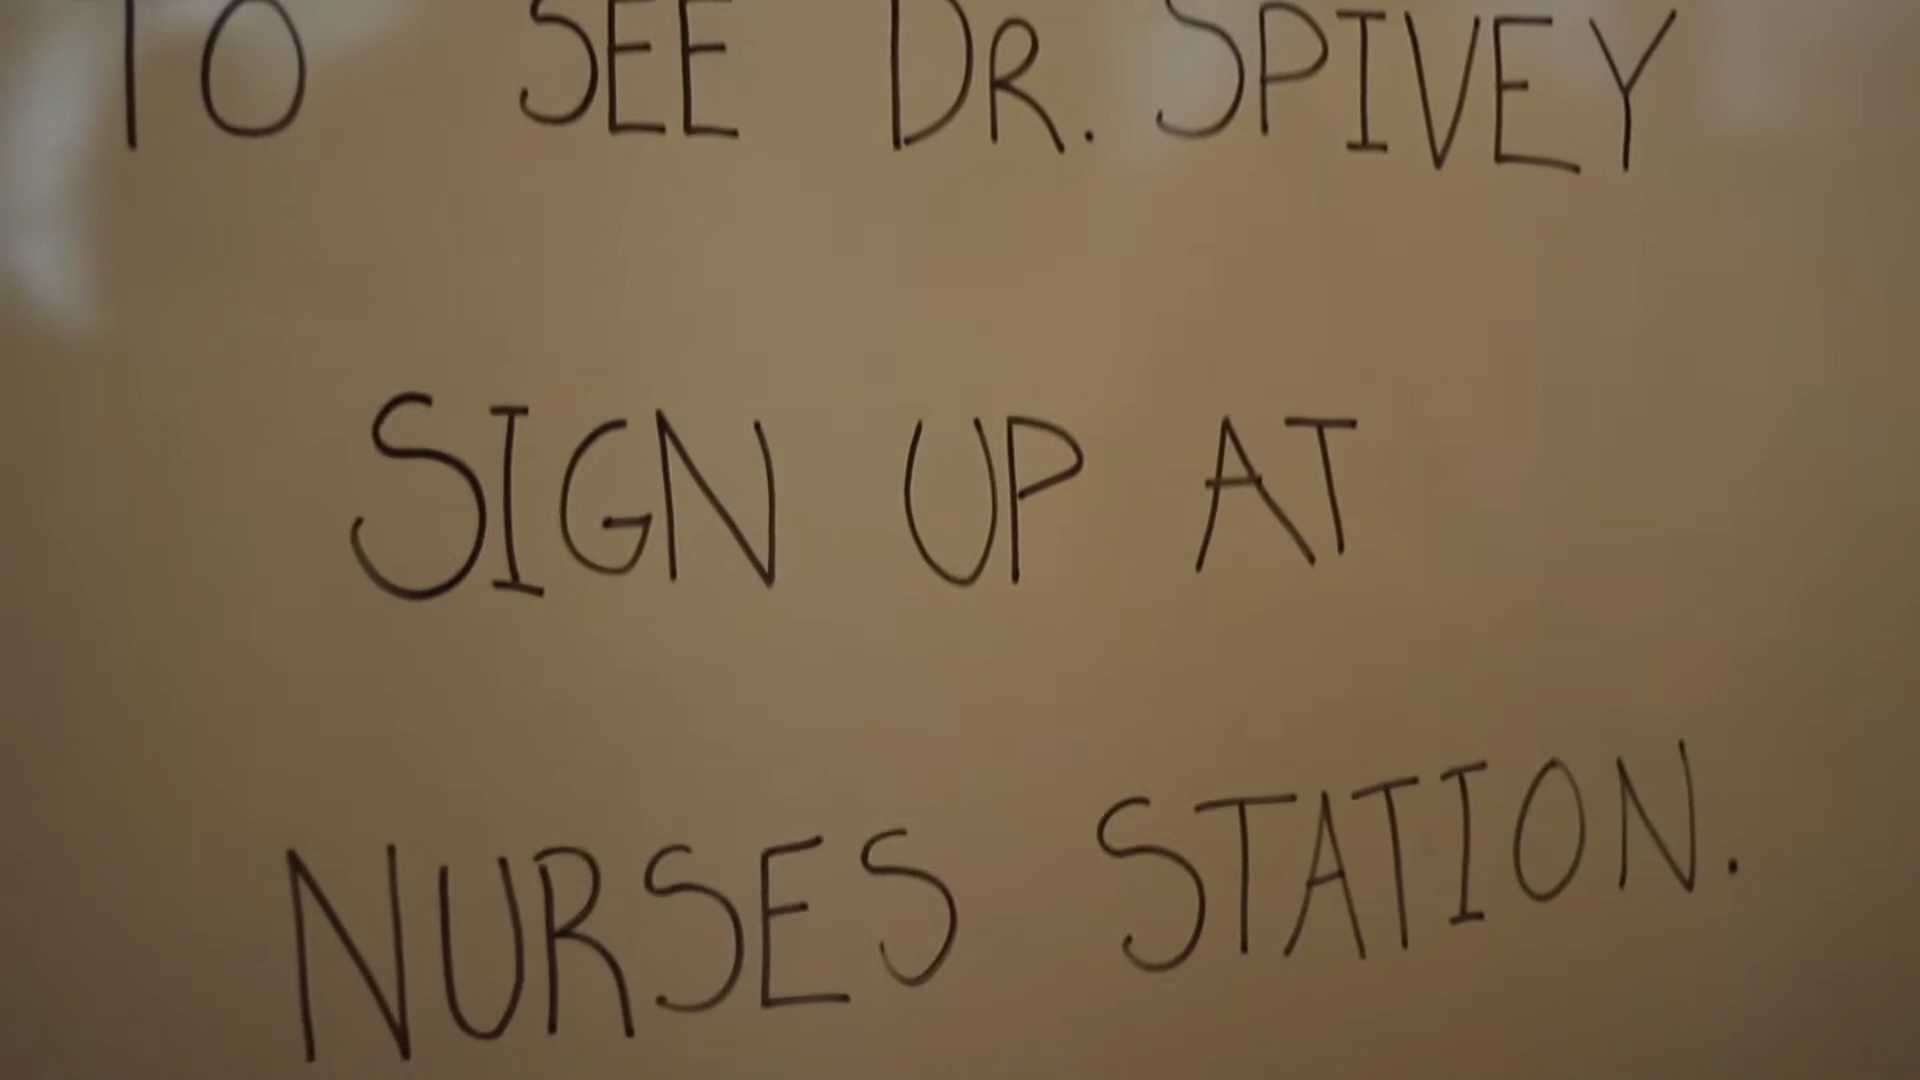 TO SEE DR. SPIVEY
SIGN UP AT
NURSES STATION.